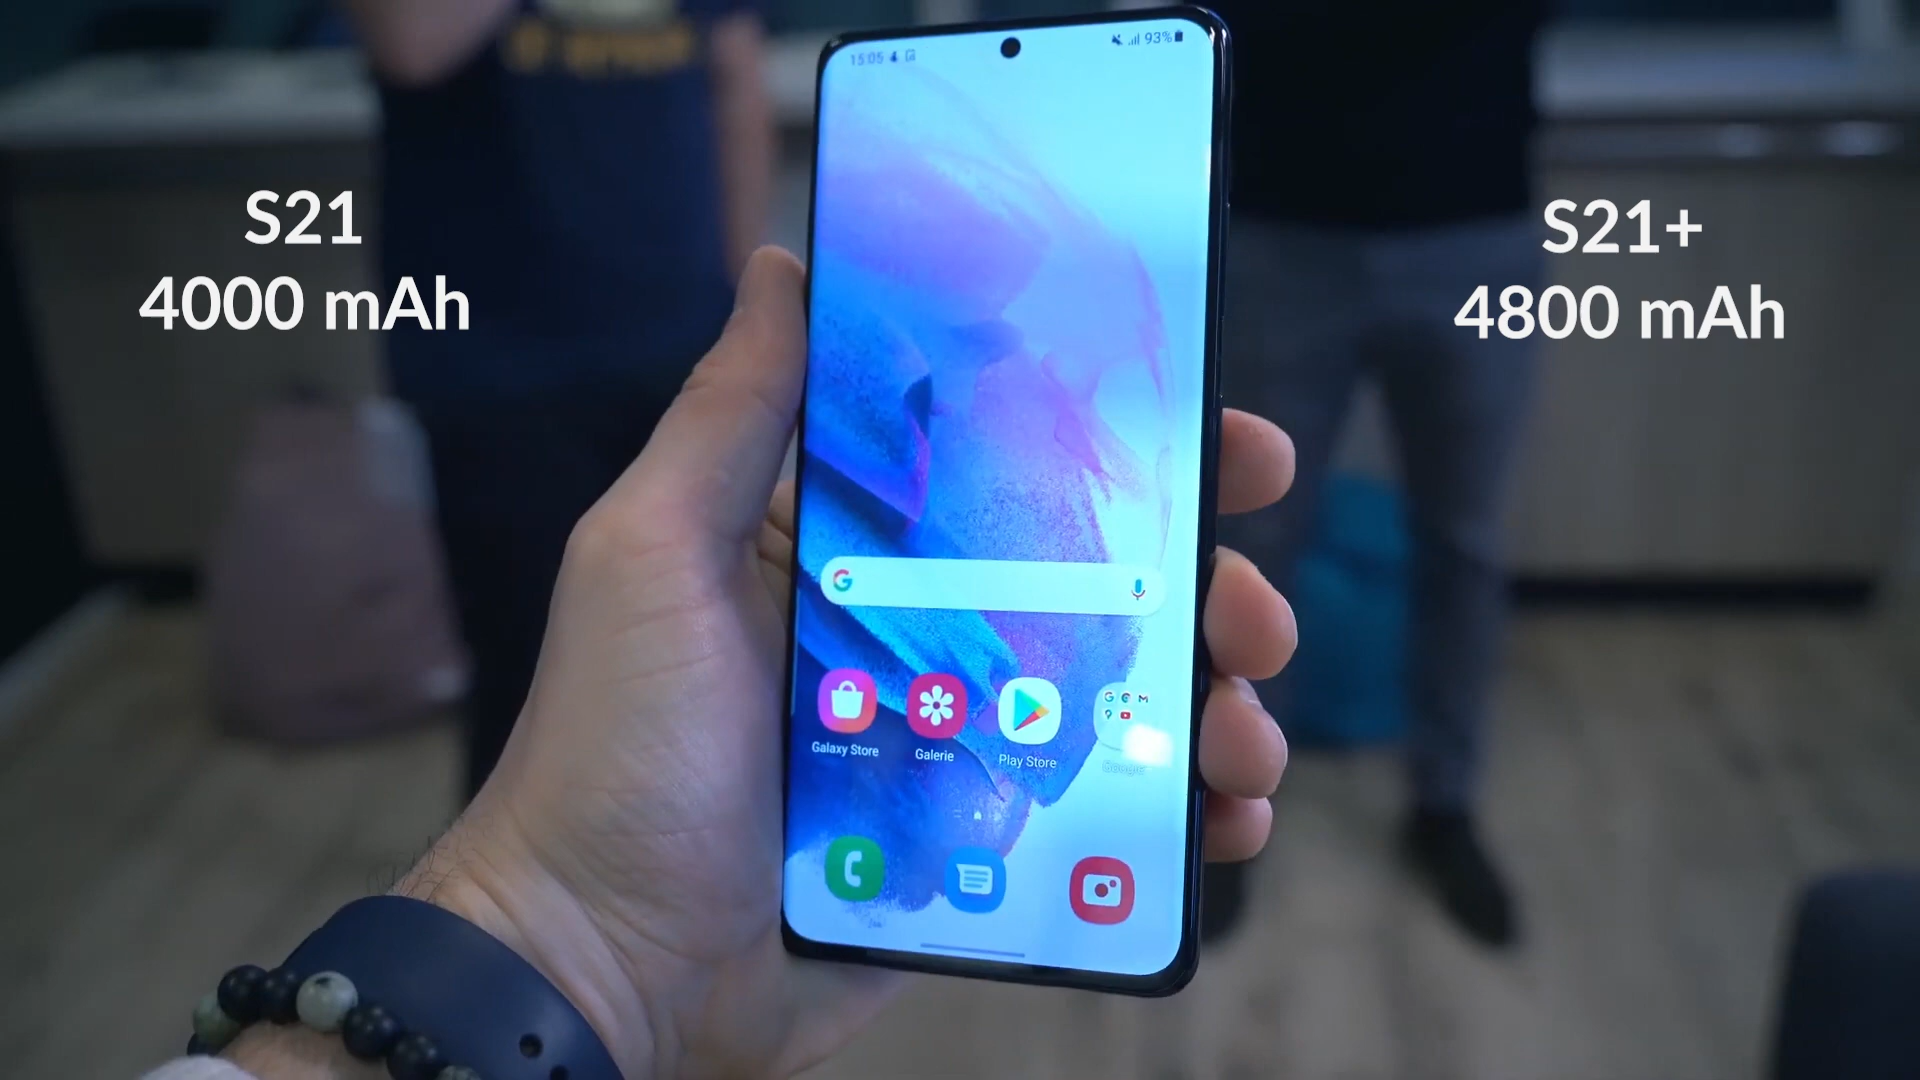 S21
4000 mAh
S21+
4800 mAh
15:05
93%
Galaxy Store
Galerie
Play Store